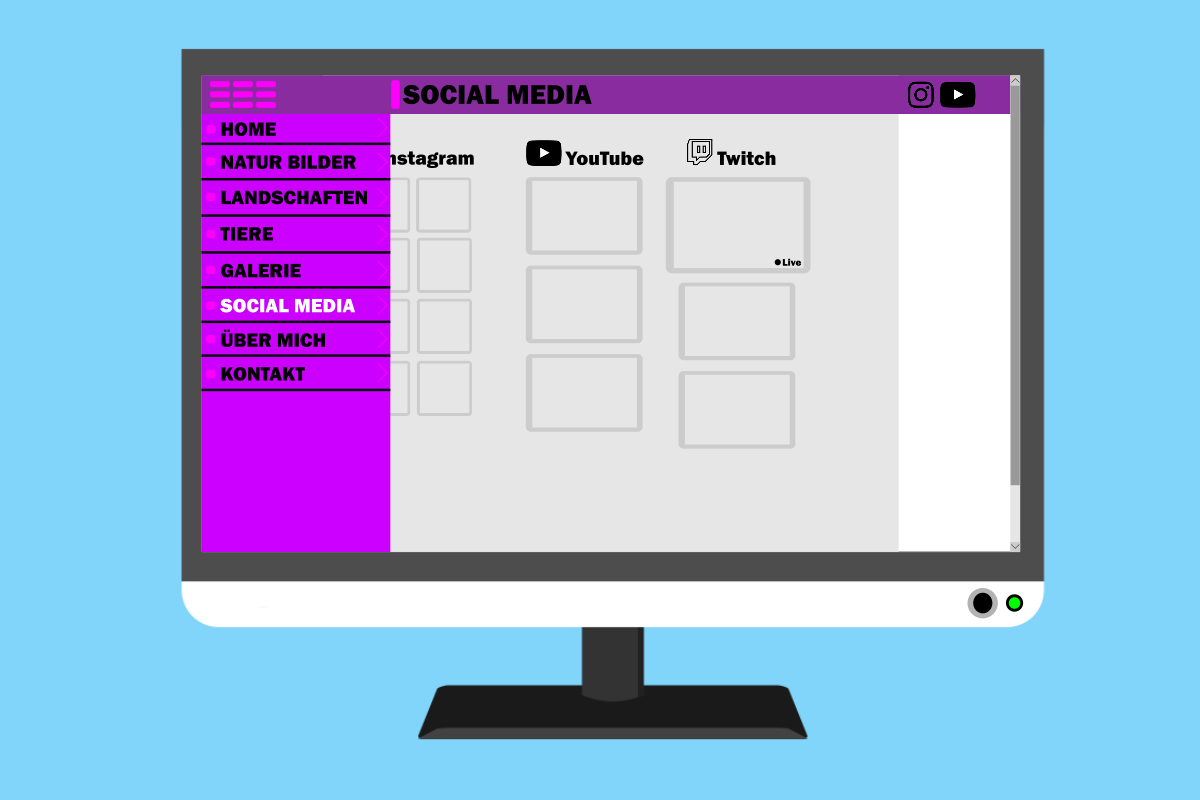 SOCIAL MEDIA
HOME
NATUR BILDER
LANDSCHAFTEN
TIERE
GALERIE
SOCIAL MEDIA
ÜBER MICH
KONTAKT
nstagram
YouTube
Twitch
Live